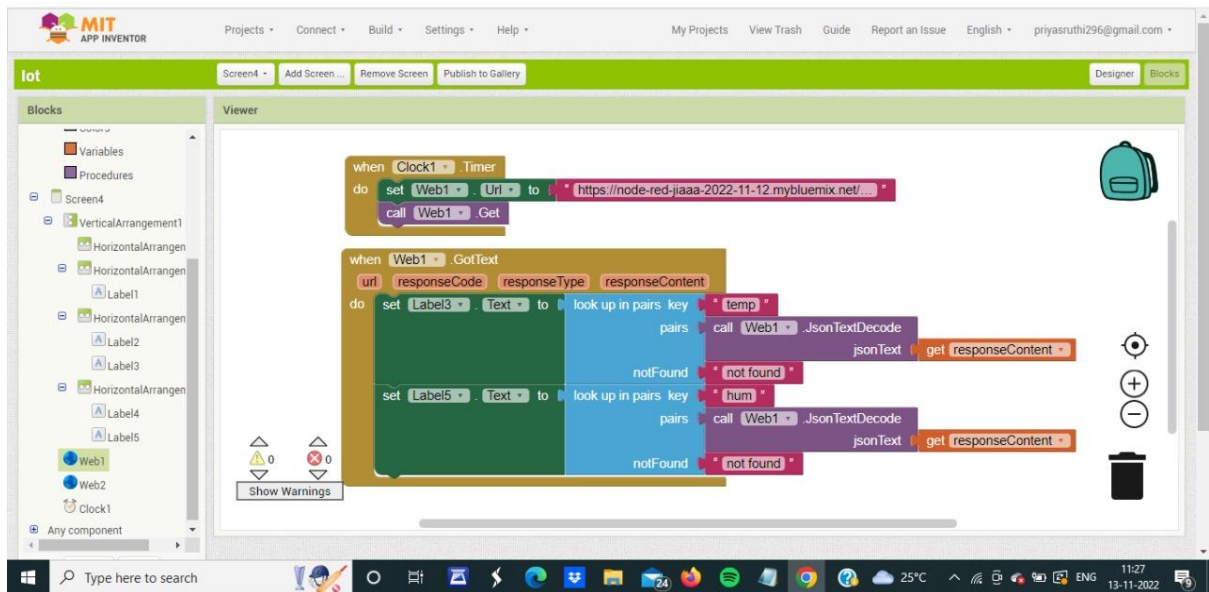 MIT
APP INVENTOR
Projects Connect Build Settings Help My Projects View Trash Guide Report an Issue English priyasruthi296@gmail.com
Iot Screen4 Add Screen ... Remove Screen Publish to Gallery Designer Blocks
Blocks Viewer
Variables
Procedures
Screen4
VerticalArrangement1
HorizontalArrangen
HorizontalArrangen
Label1
HorizontalArrangen
Label2
Label3
HorizontalArrangen
Label4
Label5
Web1
Web2
Clock1
Any component
when Clock1 .Timer
do set Web1 . Url to " https://node-red-jiaaa-2022-11-12.mybluemix.net/... "
call Web1 .Get
when Web1 .GotText
url responseCode responseType responseContent
do set Label3 . Text to look up in pairs key " temp "
pairs call Web1 .JsonTextDecode
jsonText get responseContent
notFound " not found "
set Label5 . Text to look up in pairs key " hum "
pairs call Web1 .JsonTextDecode
jsonText get responseContent
notFound " not found "
0 0
Show Warnings
Type here to search 24 25°C ENG 11:27
13-11-2022